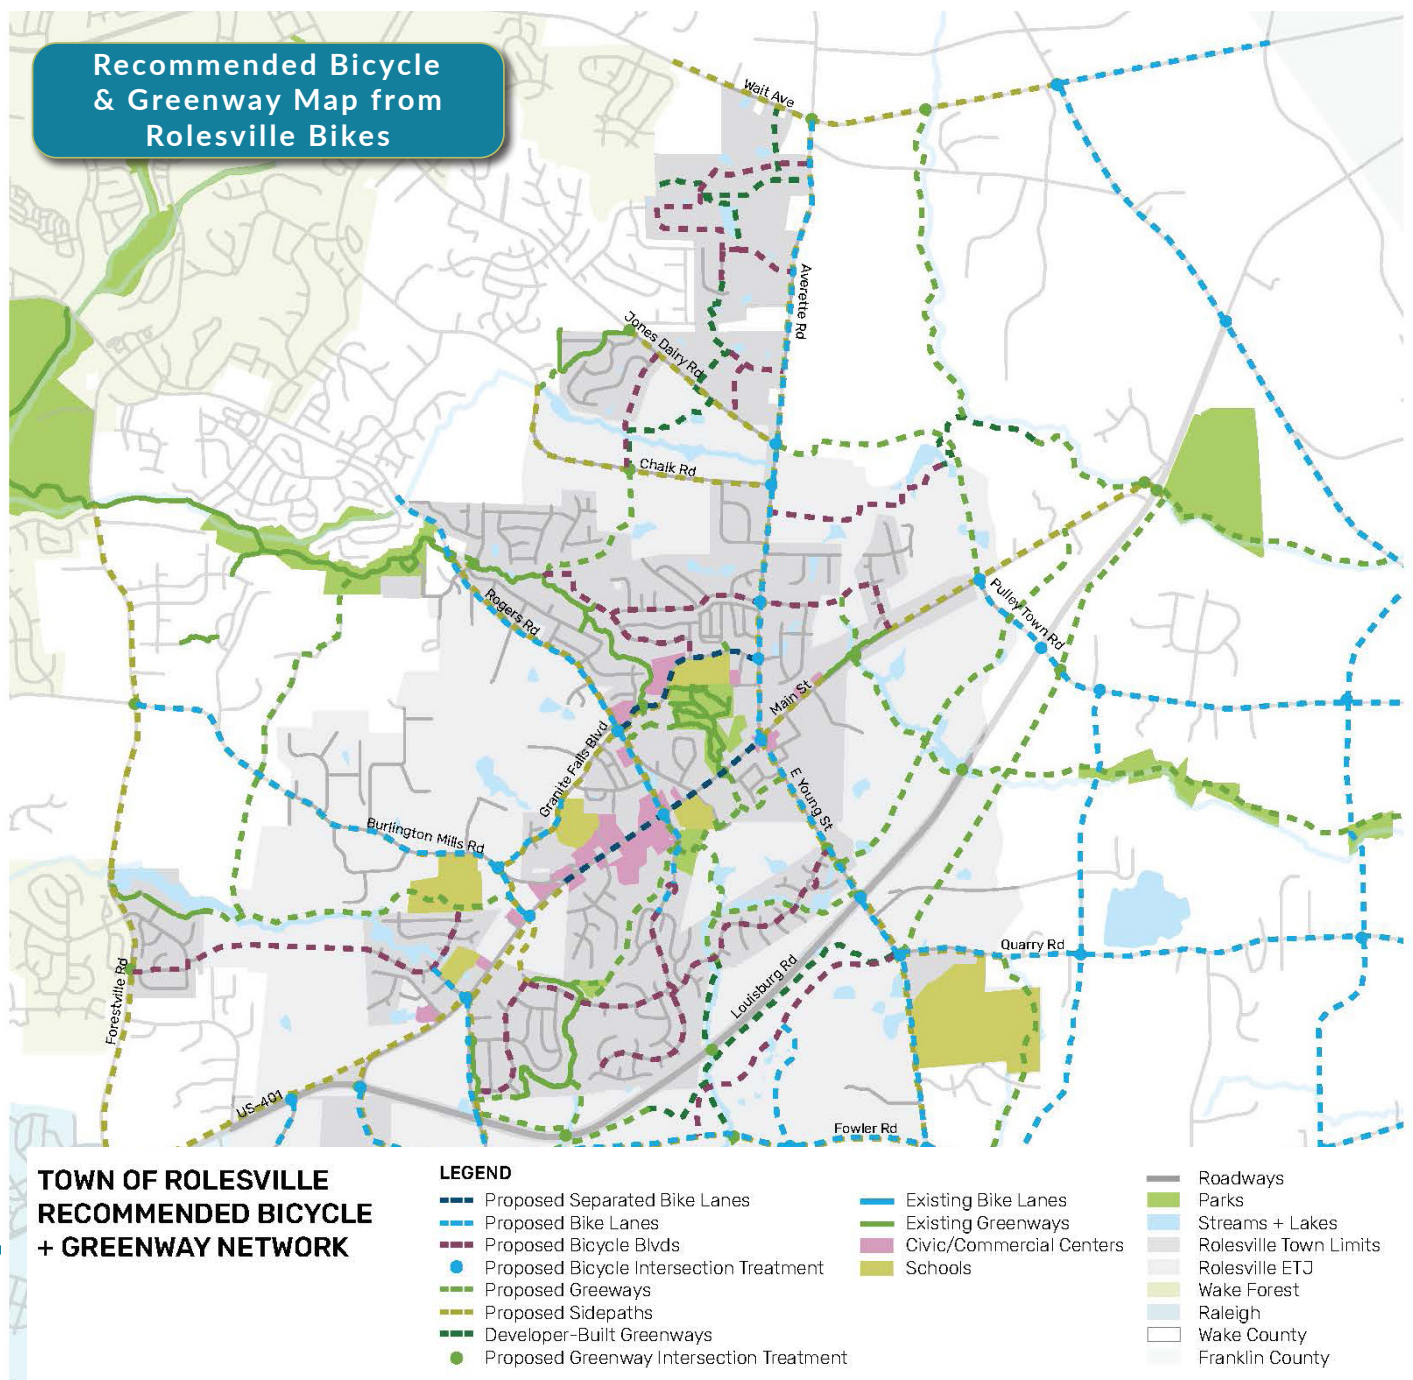 Recommended Bicycle
& Greenway Map from
Rolesville Bikes
Wait Ave
Averette Rd
Jones Dairy Rd
Chalk Rd
Rogers Rd
Pulley Town Rd
Main St
Granite Falls Blvd
E Young St
Burlington Mills Rd
Quarry Rd
Forestville Rd
Louisburg Rd
US-401
Fowler Rd
TOWN OF ROLESVILLE
RECOMMENDED BICYCLE
+ GREENWAY NETWORK
LEGEND
Proposed Separated Bike Lanes
Proposed Bike Lanes
Proposed Bicycle Blvds
Proposed Bicycle Intersection Treatment
Proposed Greeways
Proposed Sidepaths
Developer-Built Greenways
Proposed Greenway Intersection Treatment
Existing Bike Lanes
Existing Greenways
Civic/Commercial Centers
Schools
Roadways
Parks
Streams + Lakes
Rolesville Town Limits
Rolesville ETJ
Wake Forest
Raleigh
Wake County
Franklin County